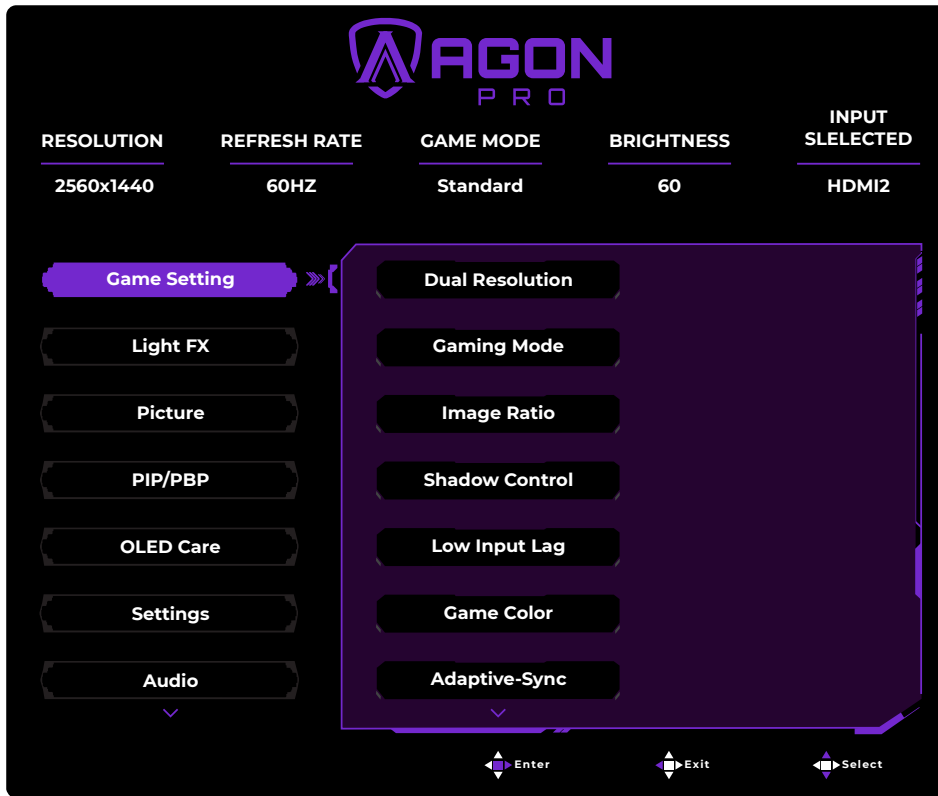 AGON
PRO
RESOLUTION
REFRESH RATE
GAME MODE
BRIGHTNESS
INPUT
SLELECTED
2560x1440
60HZ
Standard
60
HDMI2
Game Setting
Light FX
Picture
PIP/PBP
OLED Care
Settings
Audio
Dual Resolution
Gaming Mode
Image Ratio
Shadow Control
Low Input Lag
Game Color
Adaptive-Sync
Enter
Exit
Select